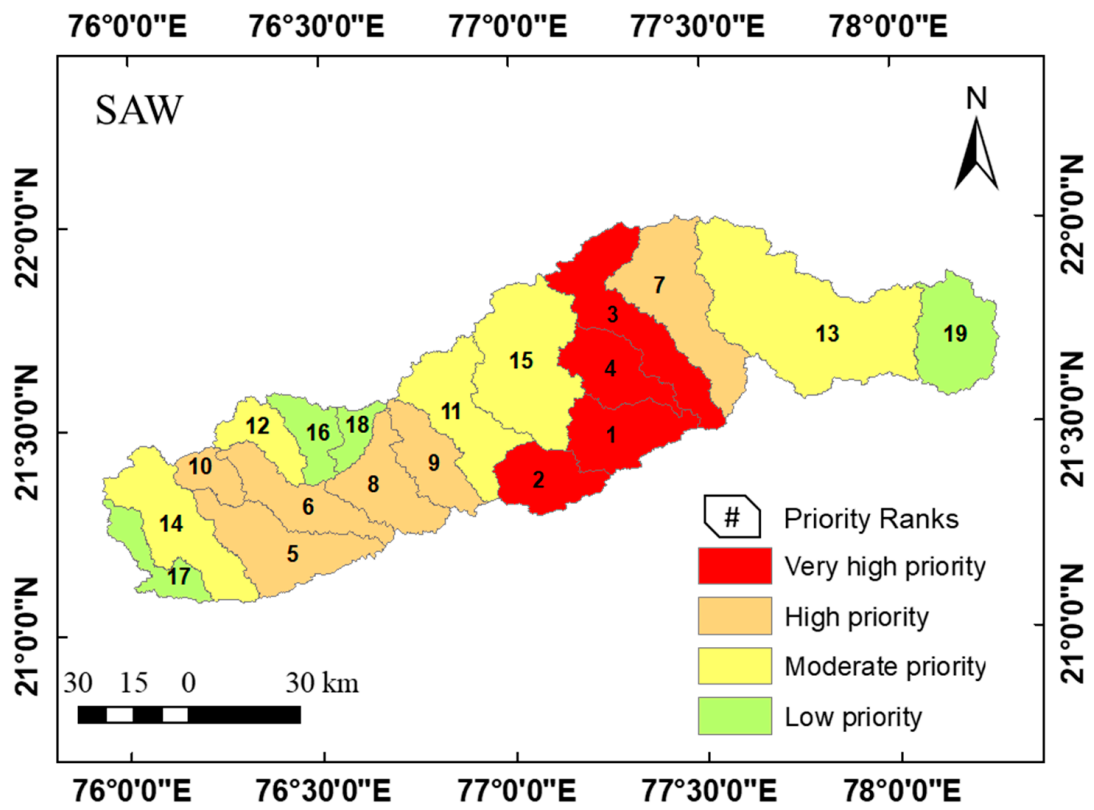 76°0'0"E 76°30'0"E 77°0'0"E 77°30'0"E 78°0'0"E
SAW
N
22°0'0"N
22°0'0"N
7
3
13
19
15
4
21°30'0"N
21°30'0"N
11
12
16
18
1
10
9
2
8
6
14
5
17
# Priority Ranks
Very high priority
High priority
Moderate priority
Low priority
21°0'0"N
21°0'0"N
30 15 0 30 km
76°0'0"E 76°30'0"E 77°0'0"E 77°30'0"E 78°0'0"E